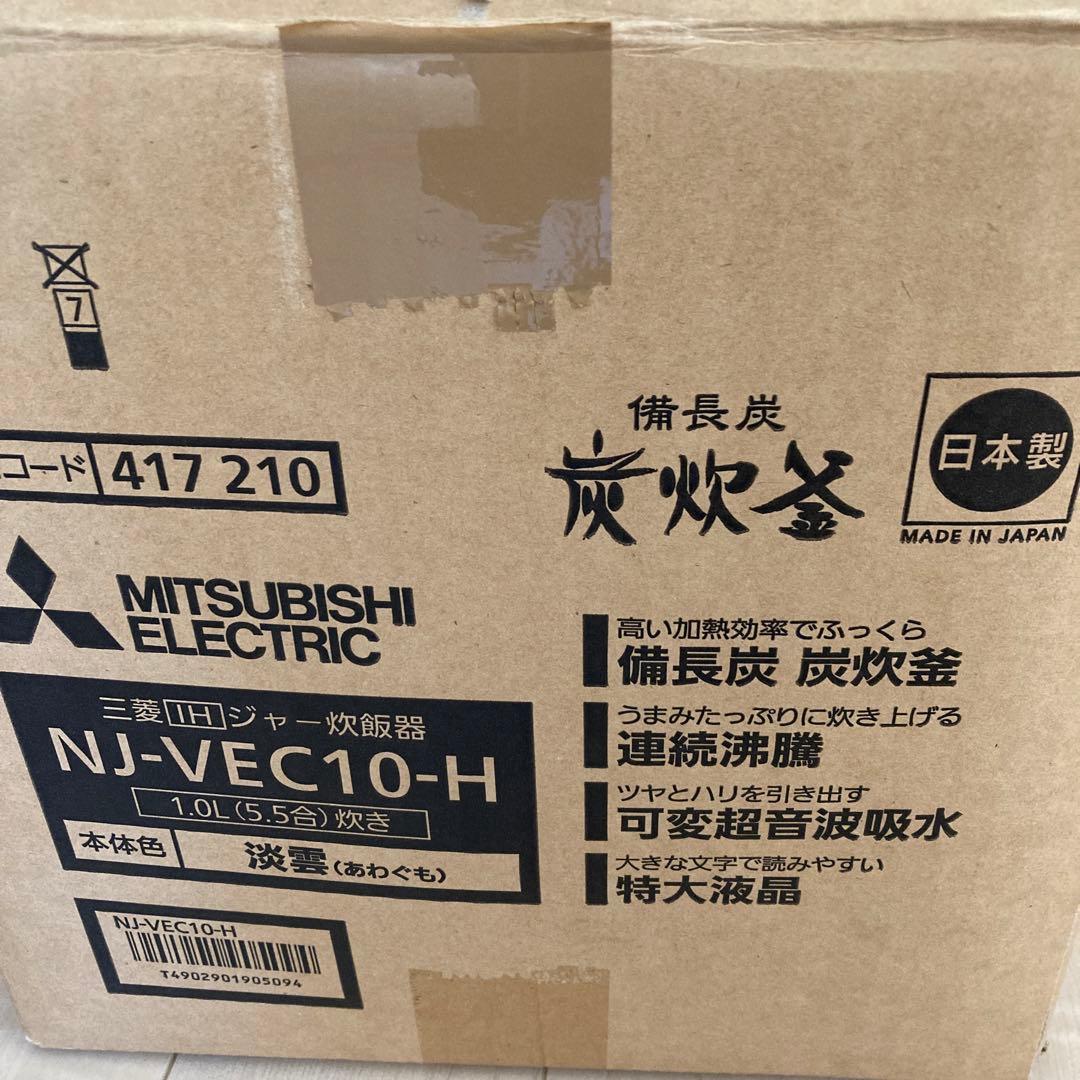 7
コード 417 210
備長炭
炭炊釜
日本製
MADE IN JAPAN
MITSUBISHI
ELECTRIC
三菱IHジャー炊飯器
NJ-VEC10-H
1.0L(5.5合)炊き
本体色 淡雲(あわぐも)
NJ-VEC10-H
T4902901905094
高い加熱効率でふっくら
備長炭 炭炊釜
うまみたっぷりに炊き上げる
連続沸騰
ツヤとハリを引き出す
可変超音波吸水
大きな文字で読みやすい
特大液晶